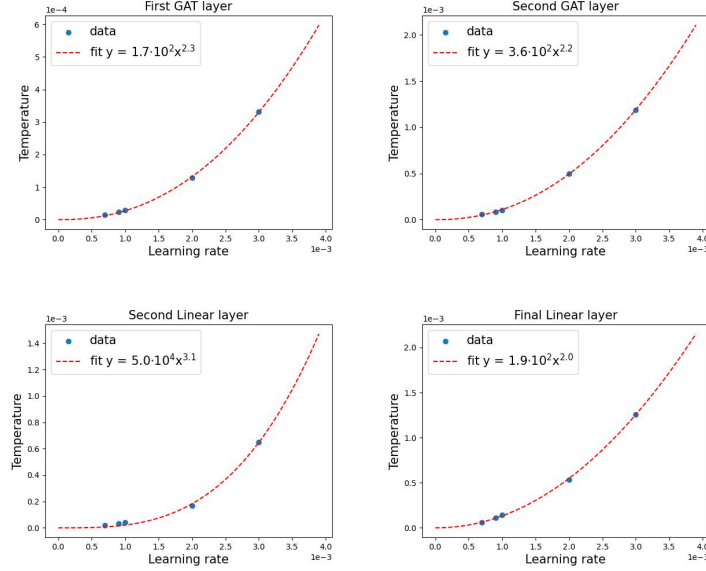 First GAT layer
1e−4
6
5
4
3
2
1
0
Temperature
data
fit y = 1.7·10²x²·³
0.0 0.5 1.0 1.5 2.0 2.5 3.0 3.5 4.0
Learning rate
1e−3
Second GAT layer
1e−3
2.0
1.5
1.0
0.5
0.0
Temperature
data
fit y = 3.6·10²x²·²
0.0 0.5 1.0 1.5 2.0 2.5 3.0 3.5 4.0
Learning rate
1e−3
Second Linear layer
1e−3
1.4
1.2
1.0
0.8
0.6
0.4
0.2
0.0
Temperature
data
fit y = 5.0·10⁴x³·¹
0.0 0.5 1.0 1.5 2.0 2.5 3.0 3.5 4.0
Learning rate
1e−3
Final Linear layer
1e−3
2.0
1.5
1.0
0.5
0.0
Temperature
data
fit y = 1.9·10²x²·⁰
0.0 0.5 1.0 1.5 2.0 2.5 3.0 3.5 4.0
Learning rate
1e−3